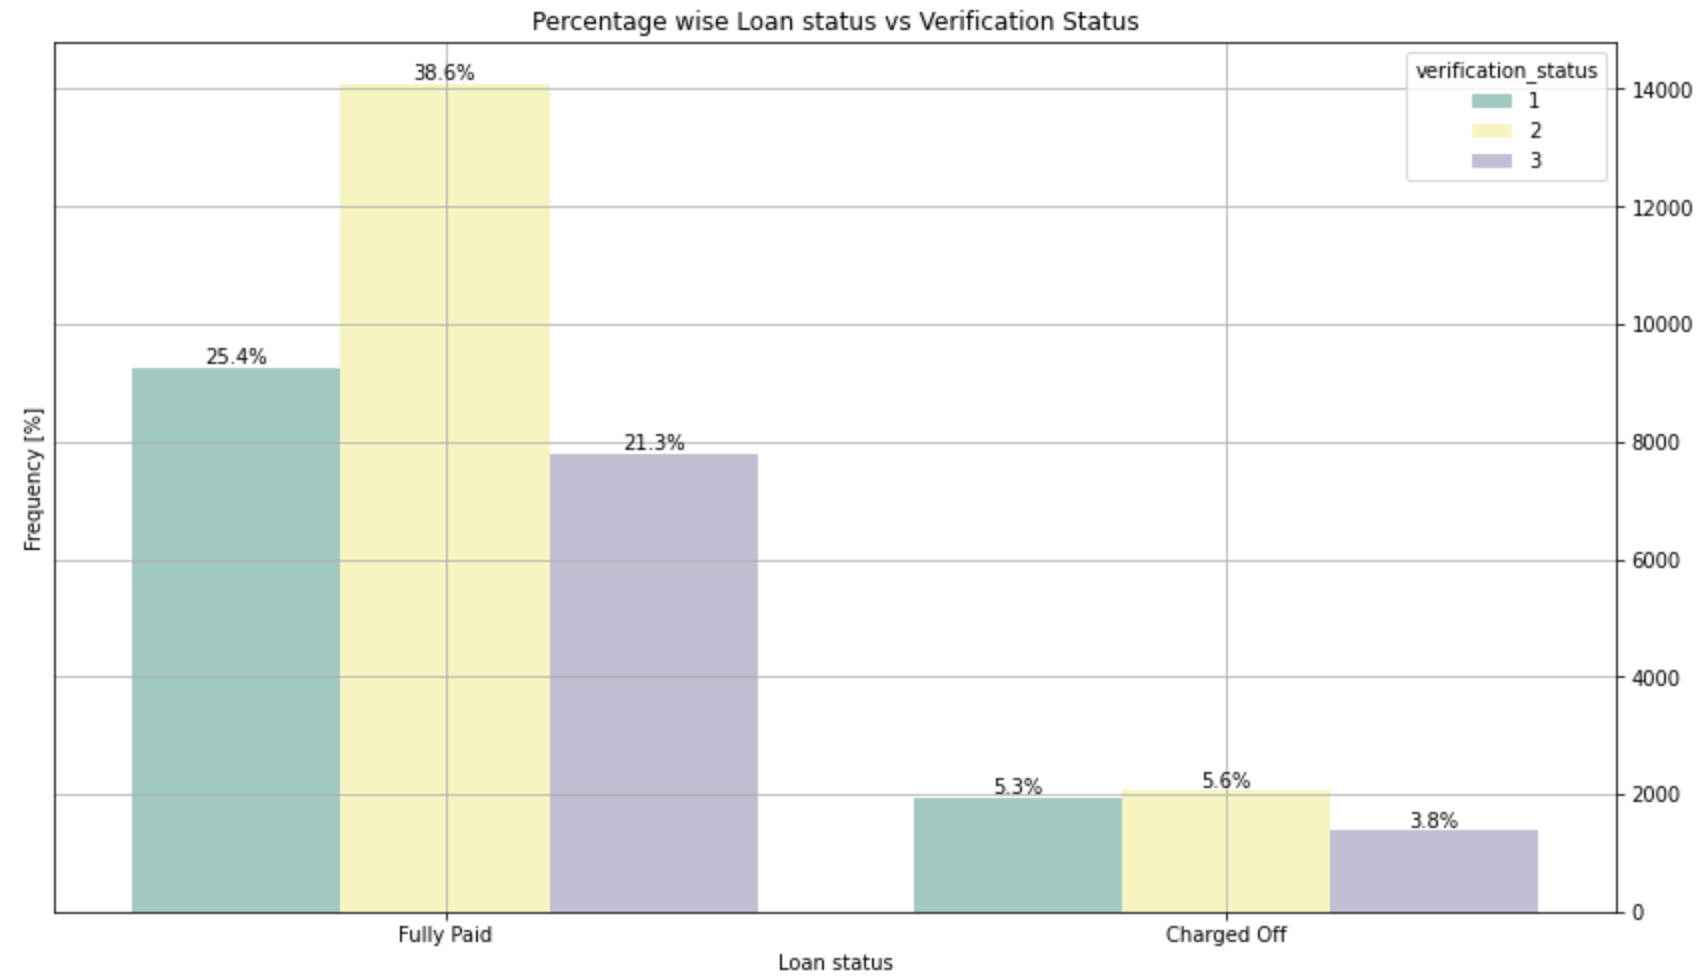 Percentage wise Loan status vs Verification Status
verification_status
1
2
3
38.6%
25.4%
21.3%
5.3%
5.6%
3.8%
14000
12000
10000
8000
6000
4000
2000
0
Frequency [%]
Fully Paid
Charged Off
Loan status